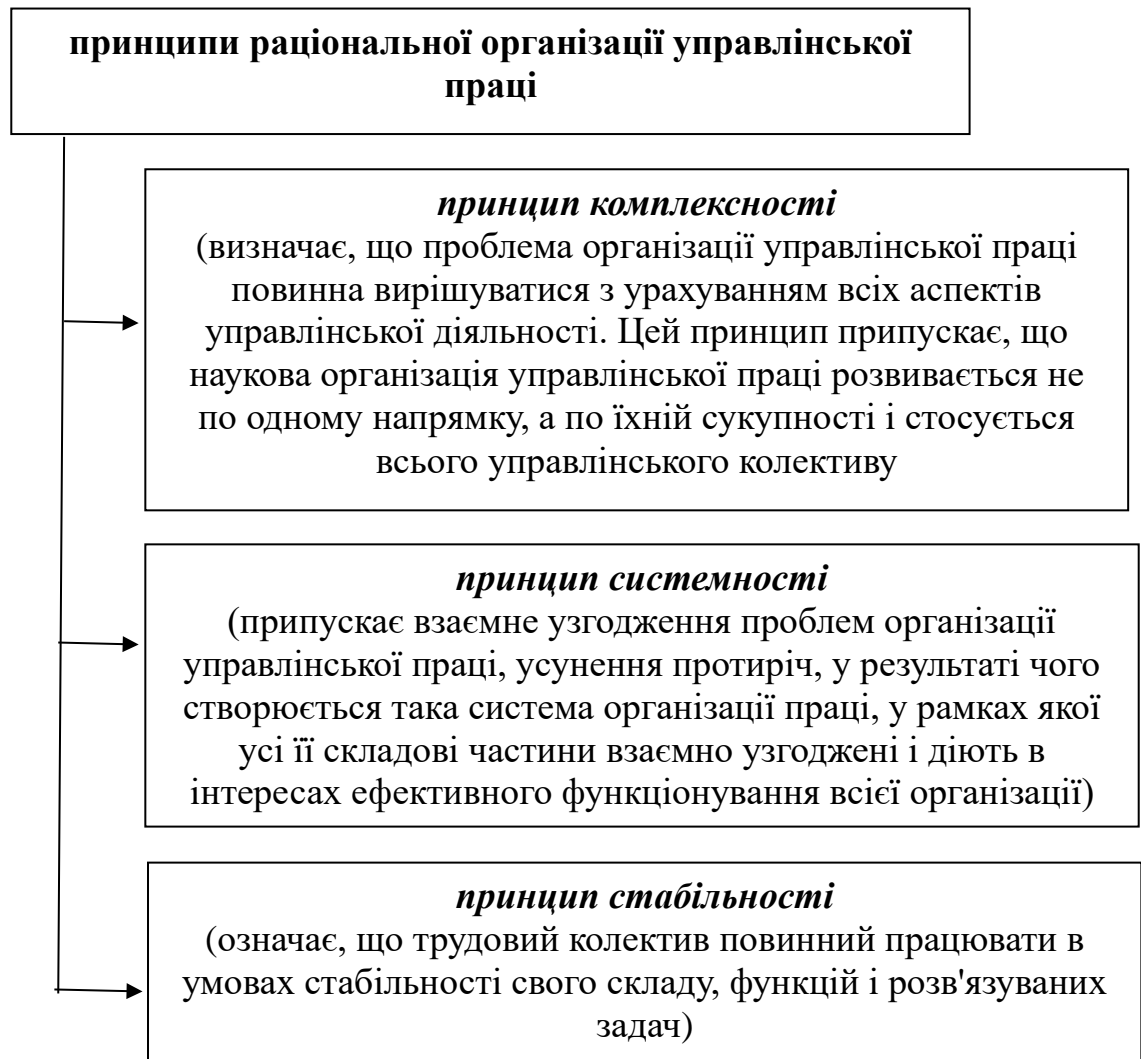 принципи раціональної організації управлінської
праці
принцип комплексності
(визначає, що проблема організації управлінської праці
повинна вирішуватися з урахуванням всіх аспектів
управлінської діяльності. Цей принцип припускає, що
наукова організація управлінської праці розвивається не
по одному напрямку, а по їхній сукупності і стосується
всього управлінського колективу
принцип системності
(припускає взаємне узгодження проблем організації
управлінської праці, усунення протиріч, у результаті чого
створюється така система організації праці, у рамках якої
усі її складові частини взаємно узгоджені і діють в
інтересах ефективного функціонування всієї організації)
принцип стабільності
(означає, що трудовий колектив повинний працювати в
умовах стабільності свого складу, функцій і розв'язуваних
задач)